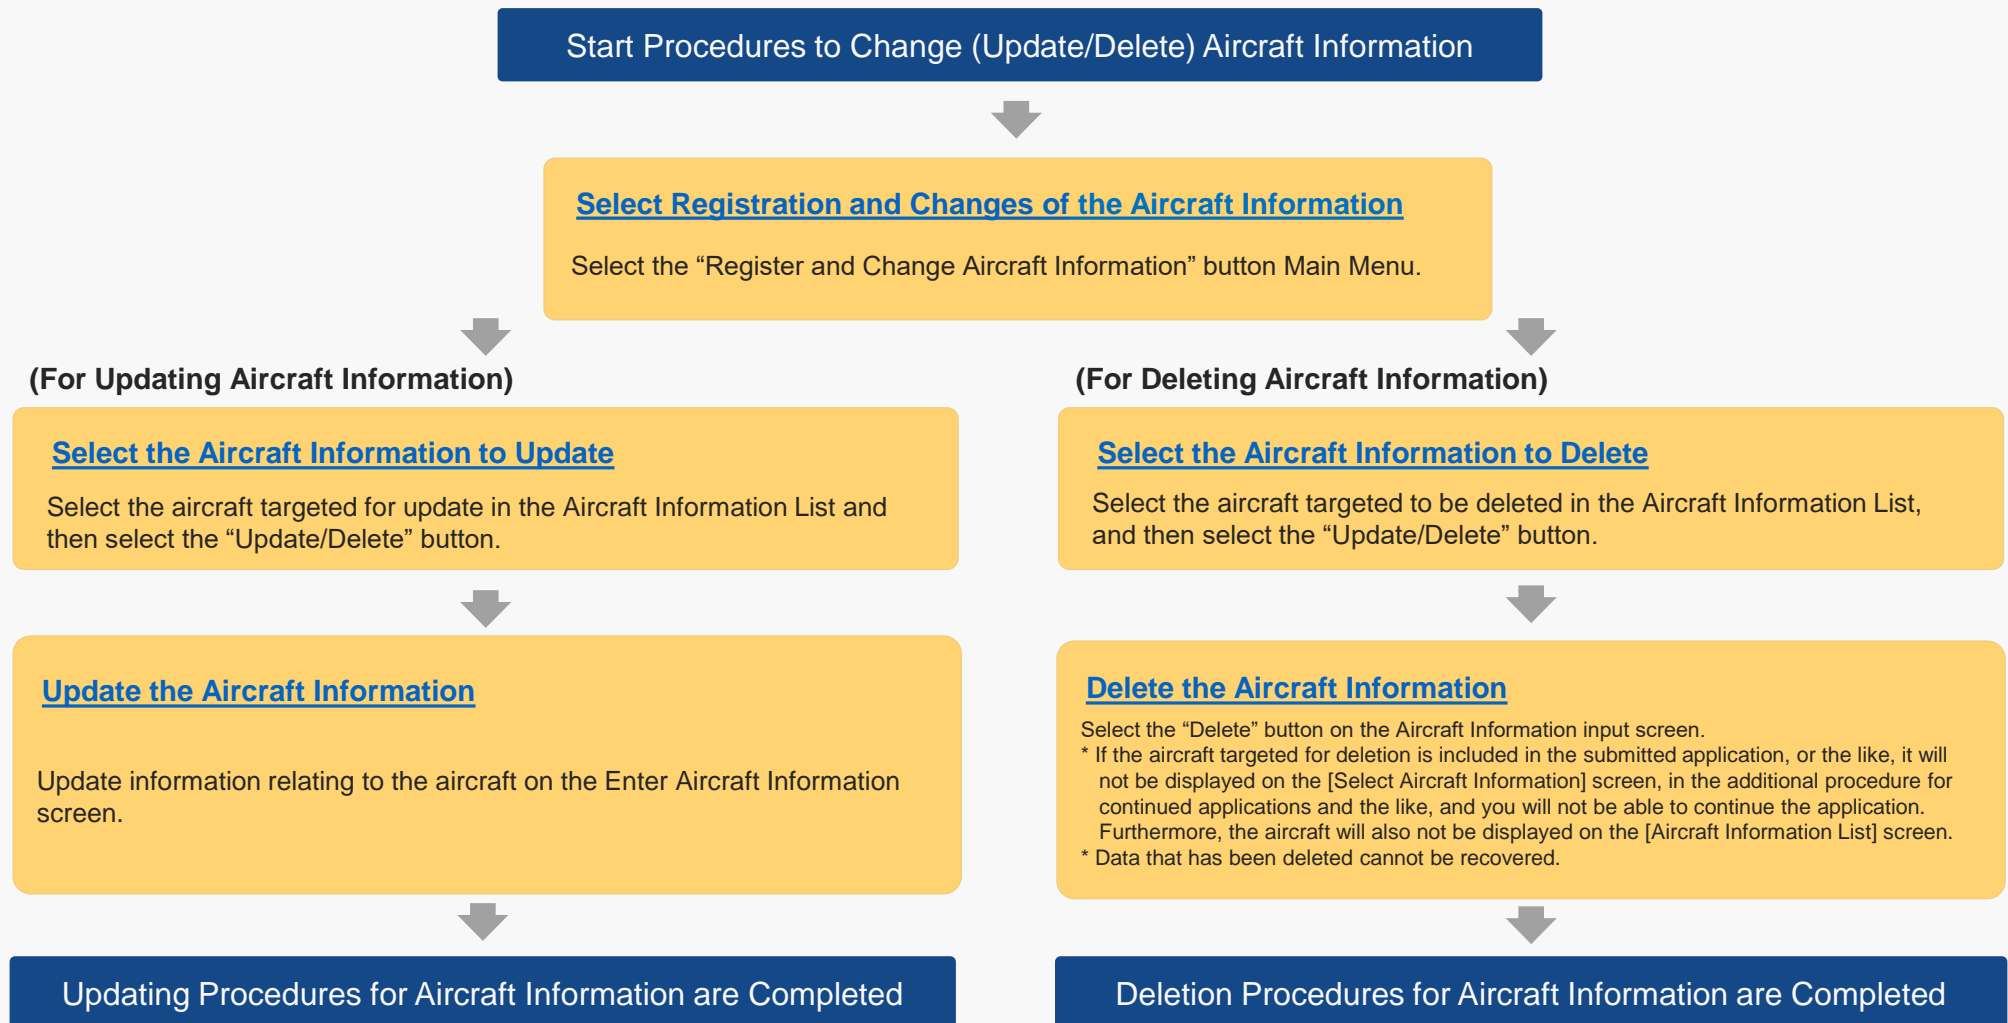 Start Procedures to Change (Update/Delete) Aircraft Information
Select Registration and Changes of the Aircraft Information
Select the “Register and Change Aircraft Information” button Main Menu.
(For Updating Aircraft Information)
Select the Aircraft Information to Update
Select the aircraft targeted for update in the Aircraft Information List and
then select the “Update/Delete” button.
Update the Aircraft Information
Update information relating to the aircraft on the Enter Aircraft Information
screen.
Updating Procedures for Aircraft Information are Completed
(For Deleting Aircraft Information)
Select the Aircraft Information to Delete
Select the aircraft targeted to be deleted in the Aircraft Information List,
and then select the “Update/Delete” button.
Delete the Aircraft Information
Select the “Delete” button on the Aircraft Information input screen.
* If the aircraft targeted for deletion is included in the submitted application, or the like, it will
not be displayed on the [Select Aircraft Information] screen, in the additional procedure for
continued applications and the like, and you will not be able to continue the application.
Furthermore, the aircraft will also not be displayed on the [Aircraft Information List] screen.
* Data that has been deleted cannot be recovered.
Deletion Procedures for Aircraft Information are Completed